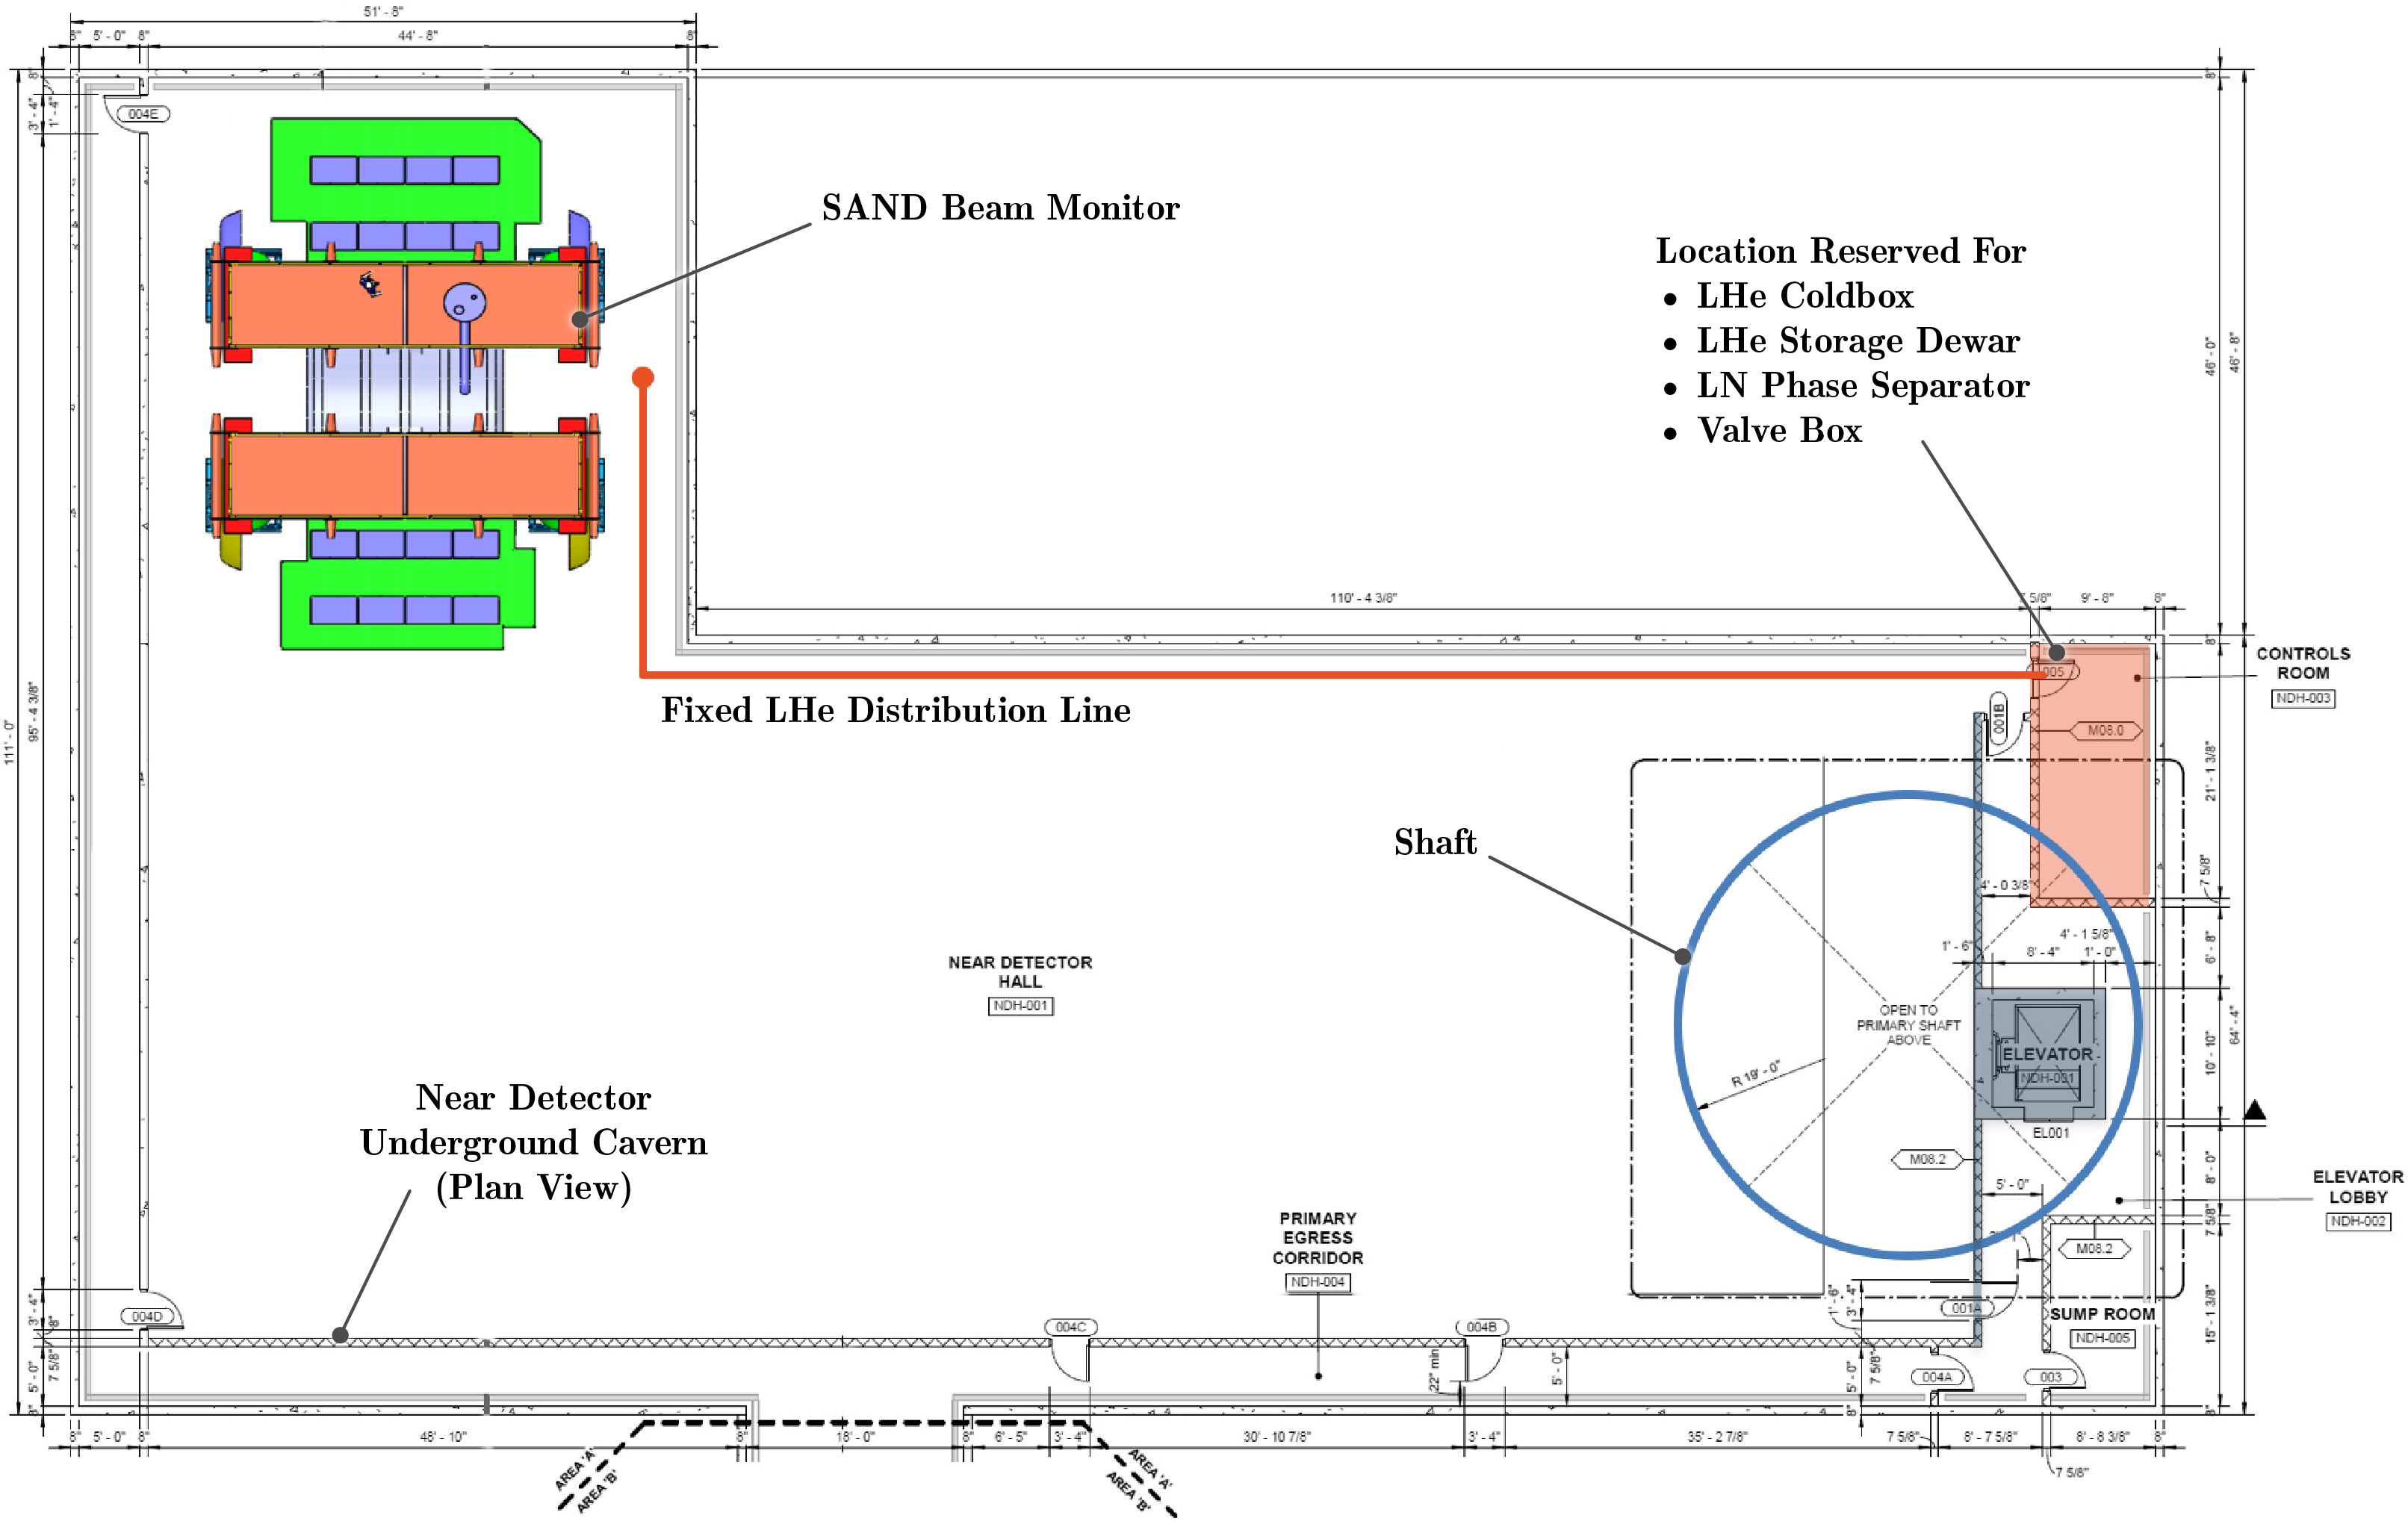 51' - 8"
8"
5' - 0"
8"
44' - 8"
8"
8"
3' - 4"
1' - 4"
004E
8"
SAND Beam Monitor
Location Reserved For
• LHe Coldbox
• LHe Storage Dewar
• LN Phase Separator
• Valve Box
46' - 0"
46' - 8"
110' - 4 3/8"
7 5/8"
9' - 8"
8"
8"
CONTROLS
ROOM
NDH-003
005
Fixed LHe Distribution Line
95' - 4 3/8"
111' - 0"
001B
M08.0
21' - 1 3/8"
Shaft
4' - 0 3/8"
7 5/8"
4' - 1 5/8"
1' - 6"
8' - 4"
1' - 0"
6' - 8"
NEAR DETECTOR
HALL
NDH-001
OPEN TO
PRIMARY SHAFT
ABOVE
ELEVATOR
NDH-001
R 19' - 0"
10' - 10"
64' - 4"
EL001
Near Detector
Underground Cavern
(Plan View)
M08.2
5' - 0"
8' - 0"
ELEVATOR
LOBBY
NDH-002
7 5/8"
PRIMARY
EGRESS
CORRIDOR
NDH-004
M08.2
1' - 6"
3' - 4"
001A
SUMP ROOM
NDH-005
15' - 1 3/8"
3' - 4"
8"
004D
004C
004B
5' - 0"
7 5/8"
22" min
5' - 0"
5' - 0"
7 5/8"
004A
003
8"
8"
8"
8"
5' - 0"
8"
48' - 10"
8"
18' - 0"
8"
6' - 5"
3' - 4"
30' - 10 7/8"
3' - 4"
35' - 2 7/8"
7 5/8"
8' - 7 5/8"
8' - 8 3/8"
8"
7 5/8"
AREA 'A'
AREA 'B'
AREA 'A'
AREA 'B'